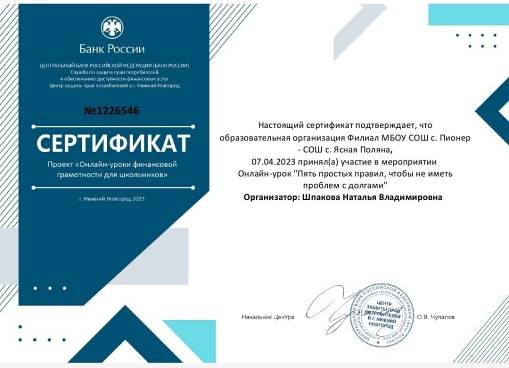 Банк России
ЦЕНТРАЛЬНЫЙ БАНК РОССИЙСКОЙ ФЕДЕРАЦИИ (БАНК РОССИИ)
Служба по защите прав потребителей
и обеспечению доступности финансовых услуг
Центр защиты прав потребителей в г. Нижний Новгород
№1226546
СЕРТИФИКАТ
Проект «Онлайн-уроки финансовой
грамотности для школьников»
г. Нижний Новгород 2023
Настоящий сертификат подтверждает, что
образовательная организация Филиал МБОУ СОШ с. Пионер
- СОШ с. Ясная Поляна,
07.04.2023 принял(а) участие в мероприятии
Онлайн-урок "Пять простых правил, чтобы не иметь
проблем с долгами"
Организатор: Шпакова Наталья Владимировна
Начальник Центра
О.В. Чупалов
ЦЕНТР
ЗАЩИТЫ ПРАВ
ПОТРЕБИТЕЛЕЙ
В г. НИЖНИЙ
НОВГОРОД